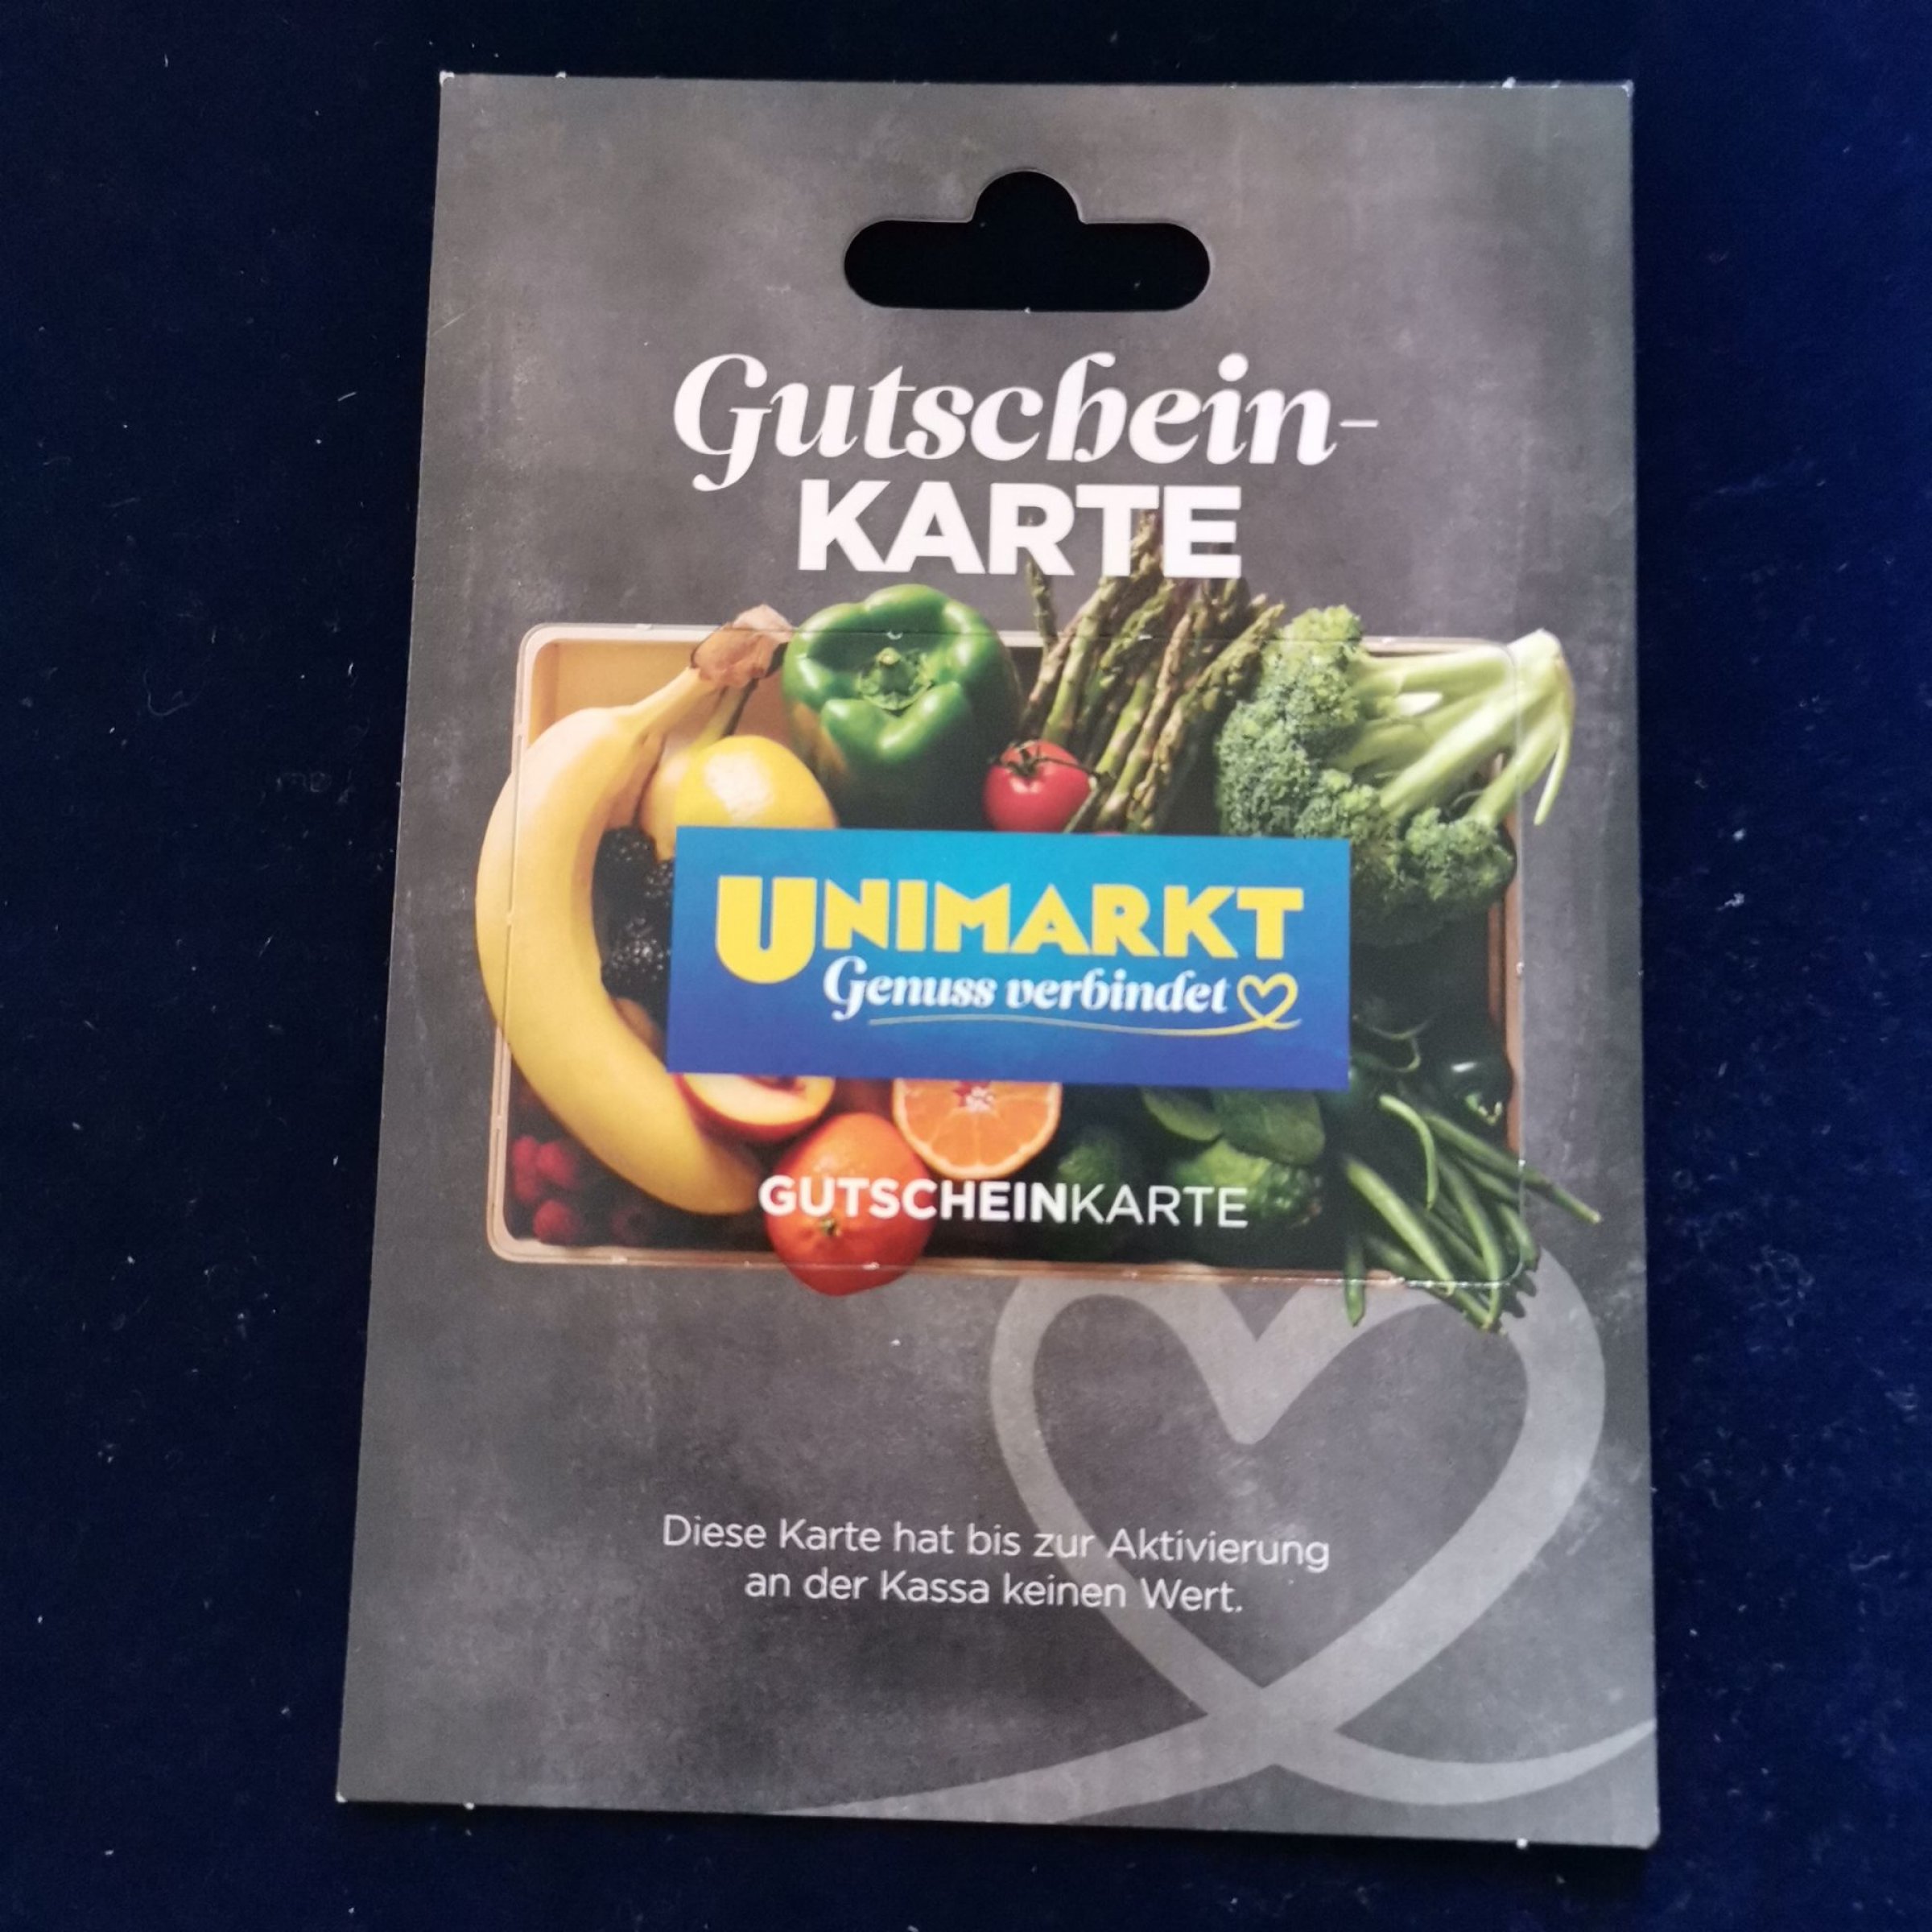 Gutschein-
KARTE
UNIMARKT
Genuss verbindet
GUTSCHEINKARTE
Diese Karte hat bis zur Aktivierung
an der Kassa keinen Wert.